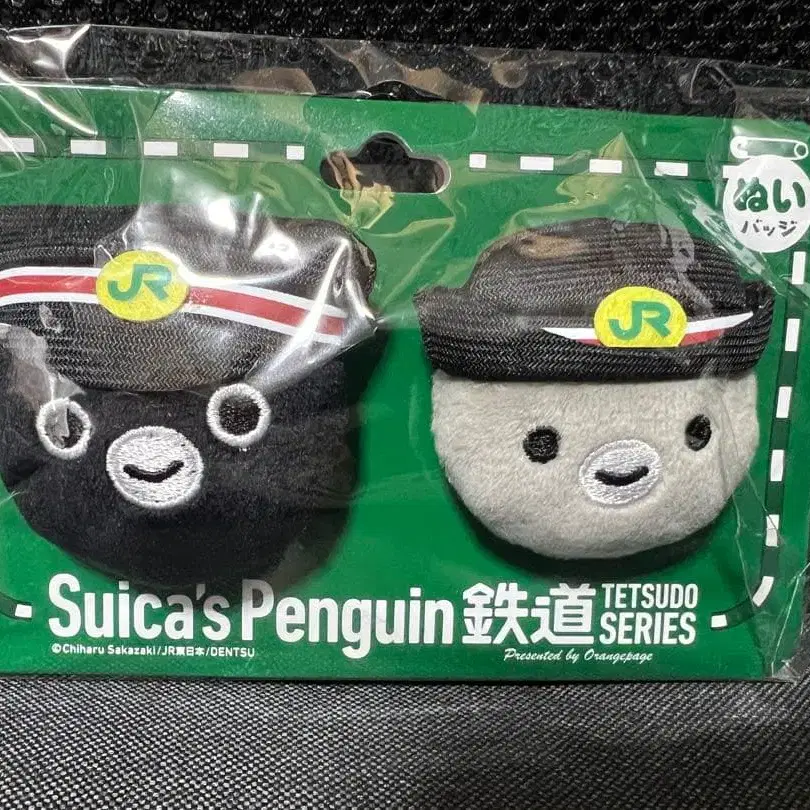 ぬい
バッジ
JR
JR
Suica's Penguin 鉄道 TETSUDO SERIES
©Chiharu Sakazaki/JR東日本/DENTSU
Presented by Orangepage